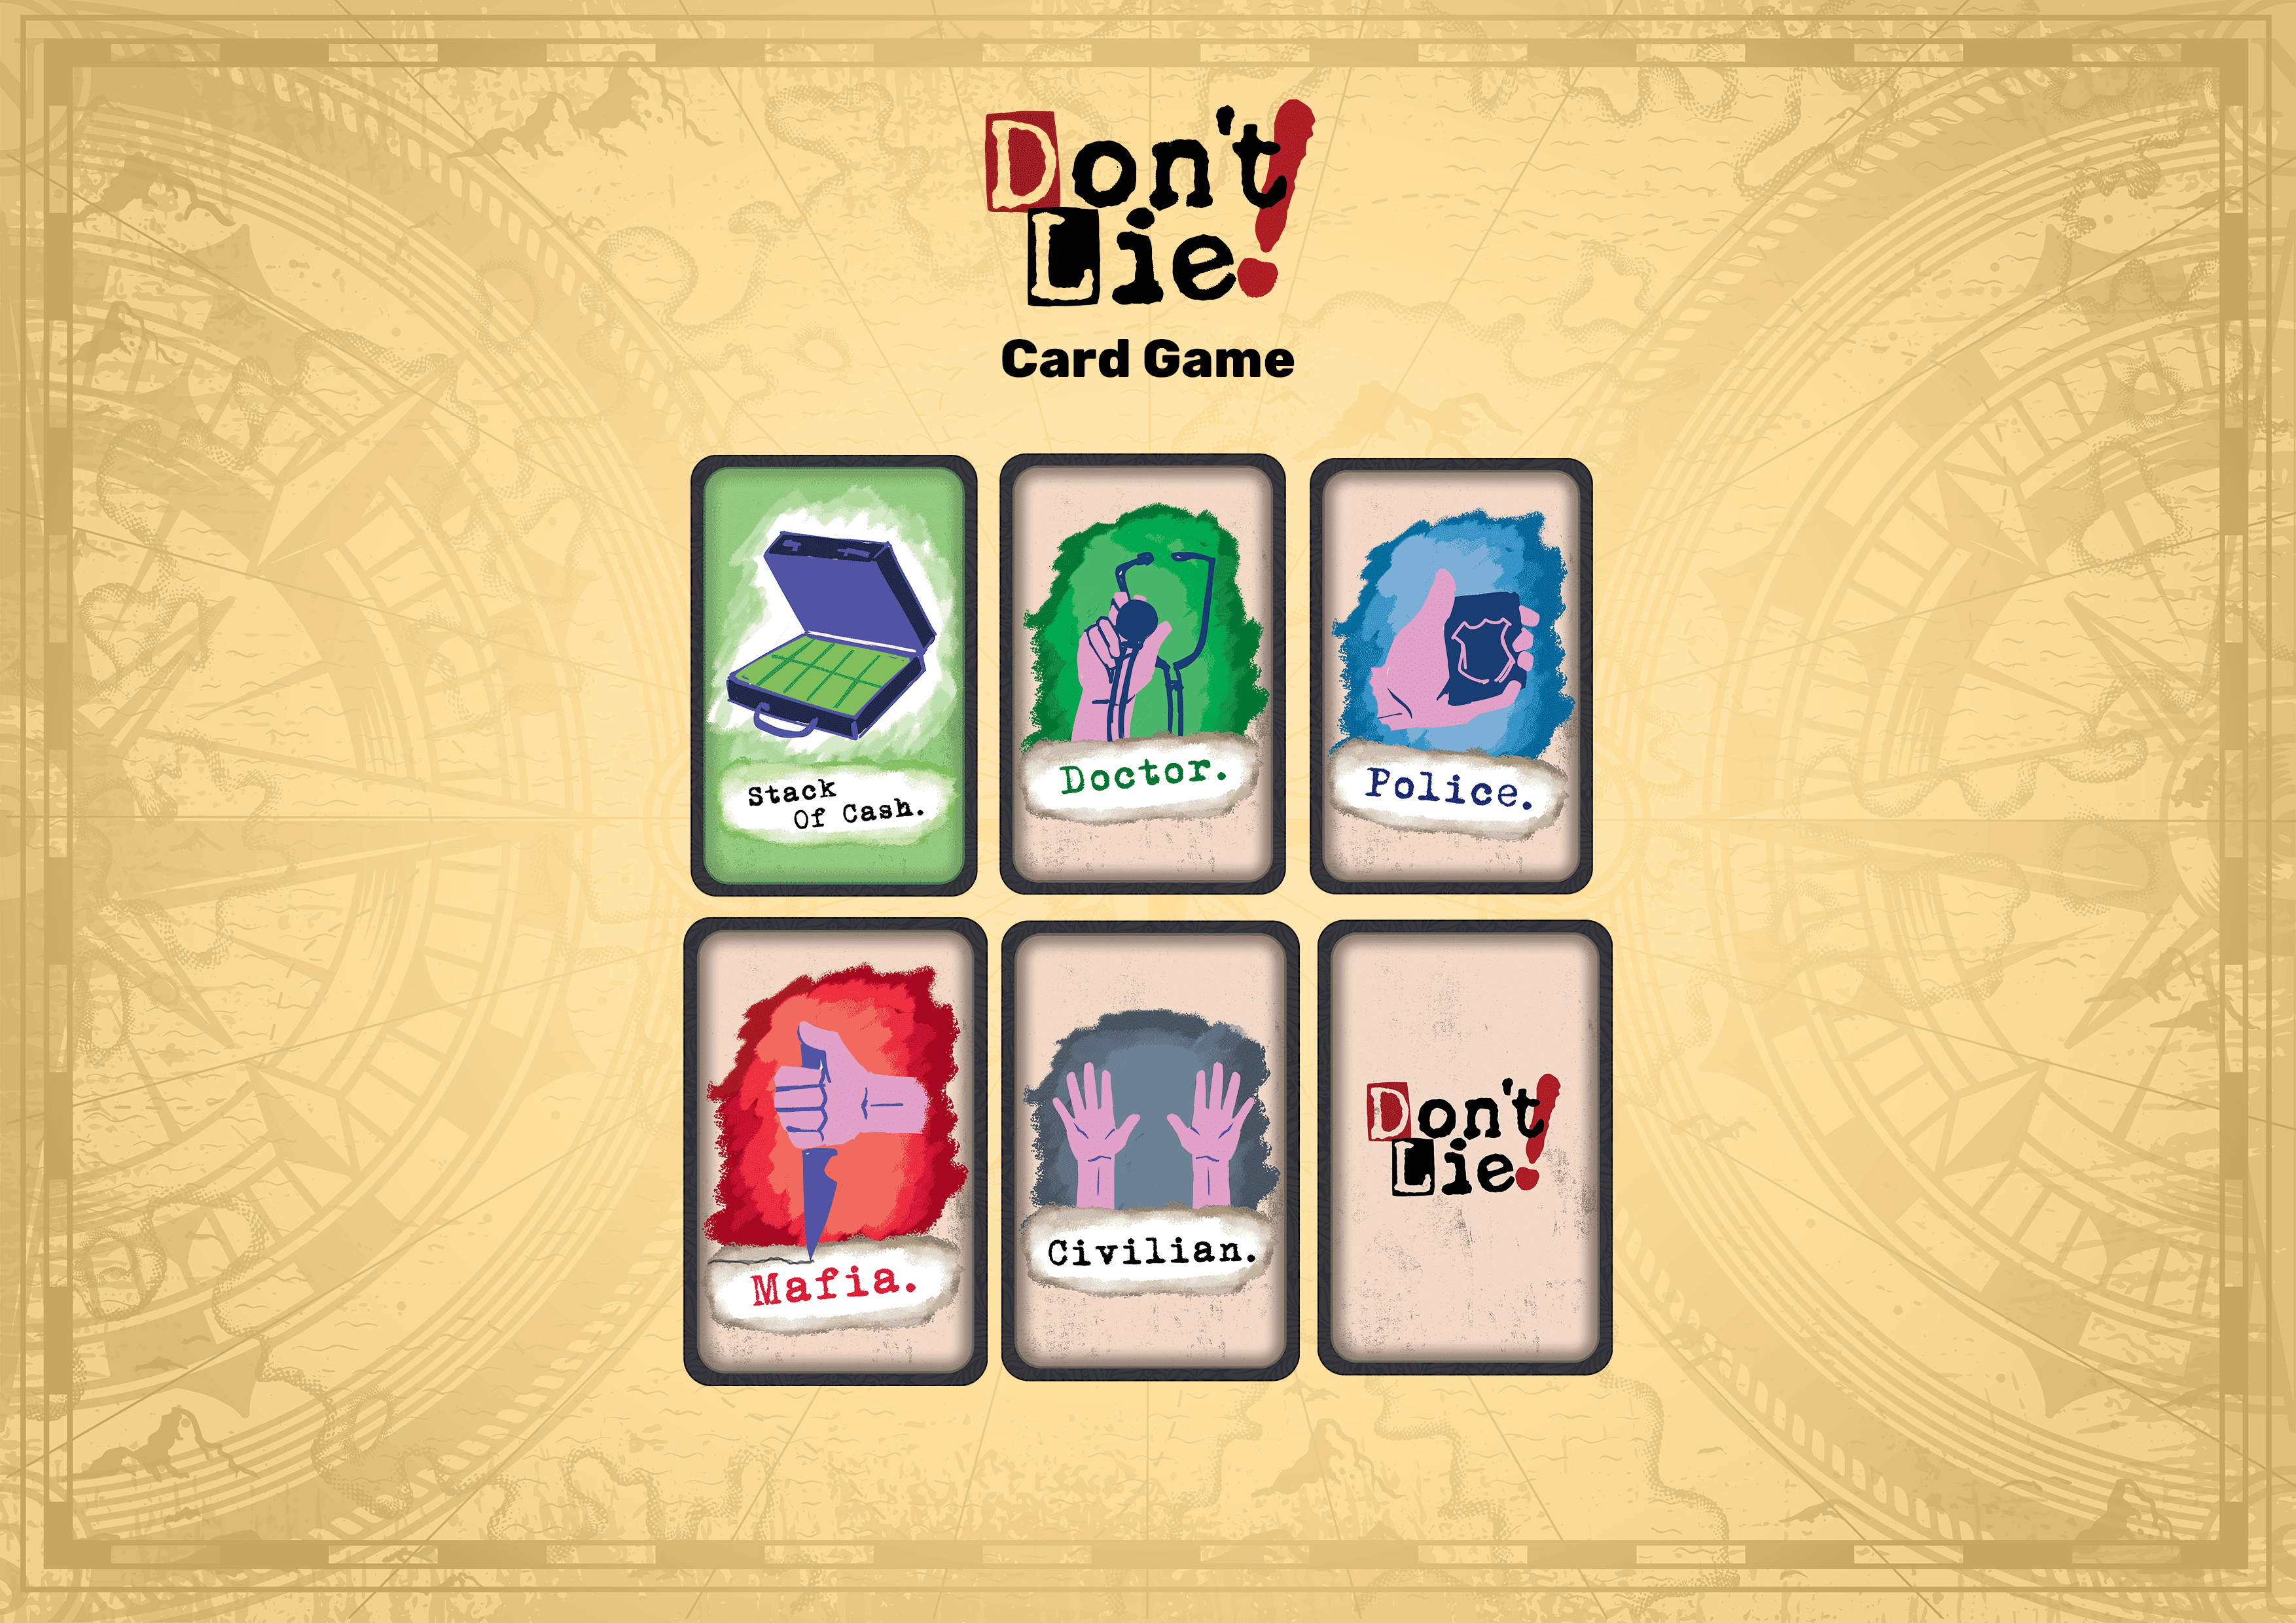 Don't
Lie!
Card Game
Stack
Of Cash.
Doctor.
Police.
Mafia.
Civilian.
Don't
Lie!